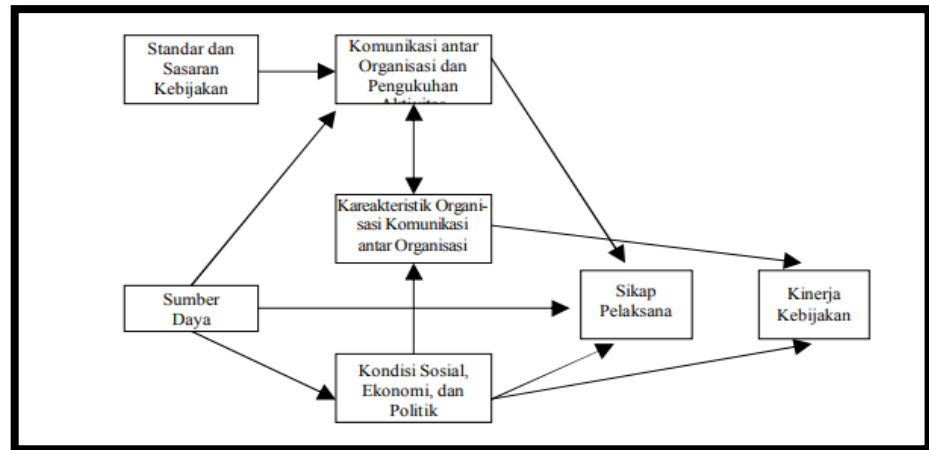 Standar dan
Sasaran
Kebijakan
Komunikasi antar
Organisasi dan
Pengukuhan
Kareakteristik Organi-
sasi Komunikasi
antar Organisasi
Sumber
Daya
Sikap
Pelaksana
Kinerja
Kebijakan
Kondisi Sosial,
Ekonomi, dan
Politik